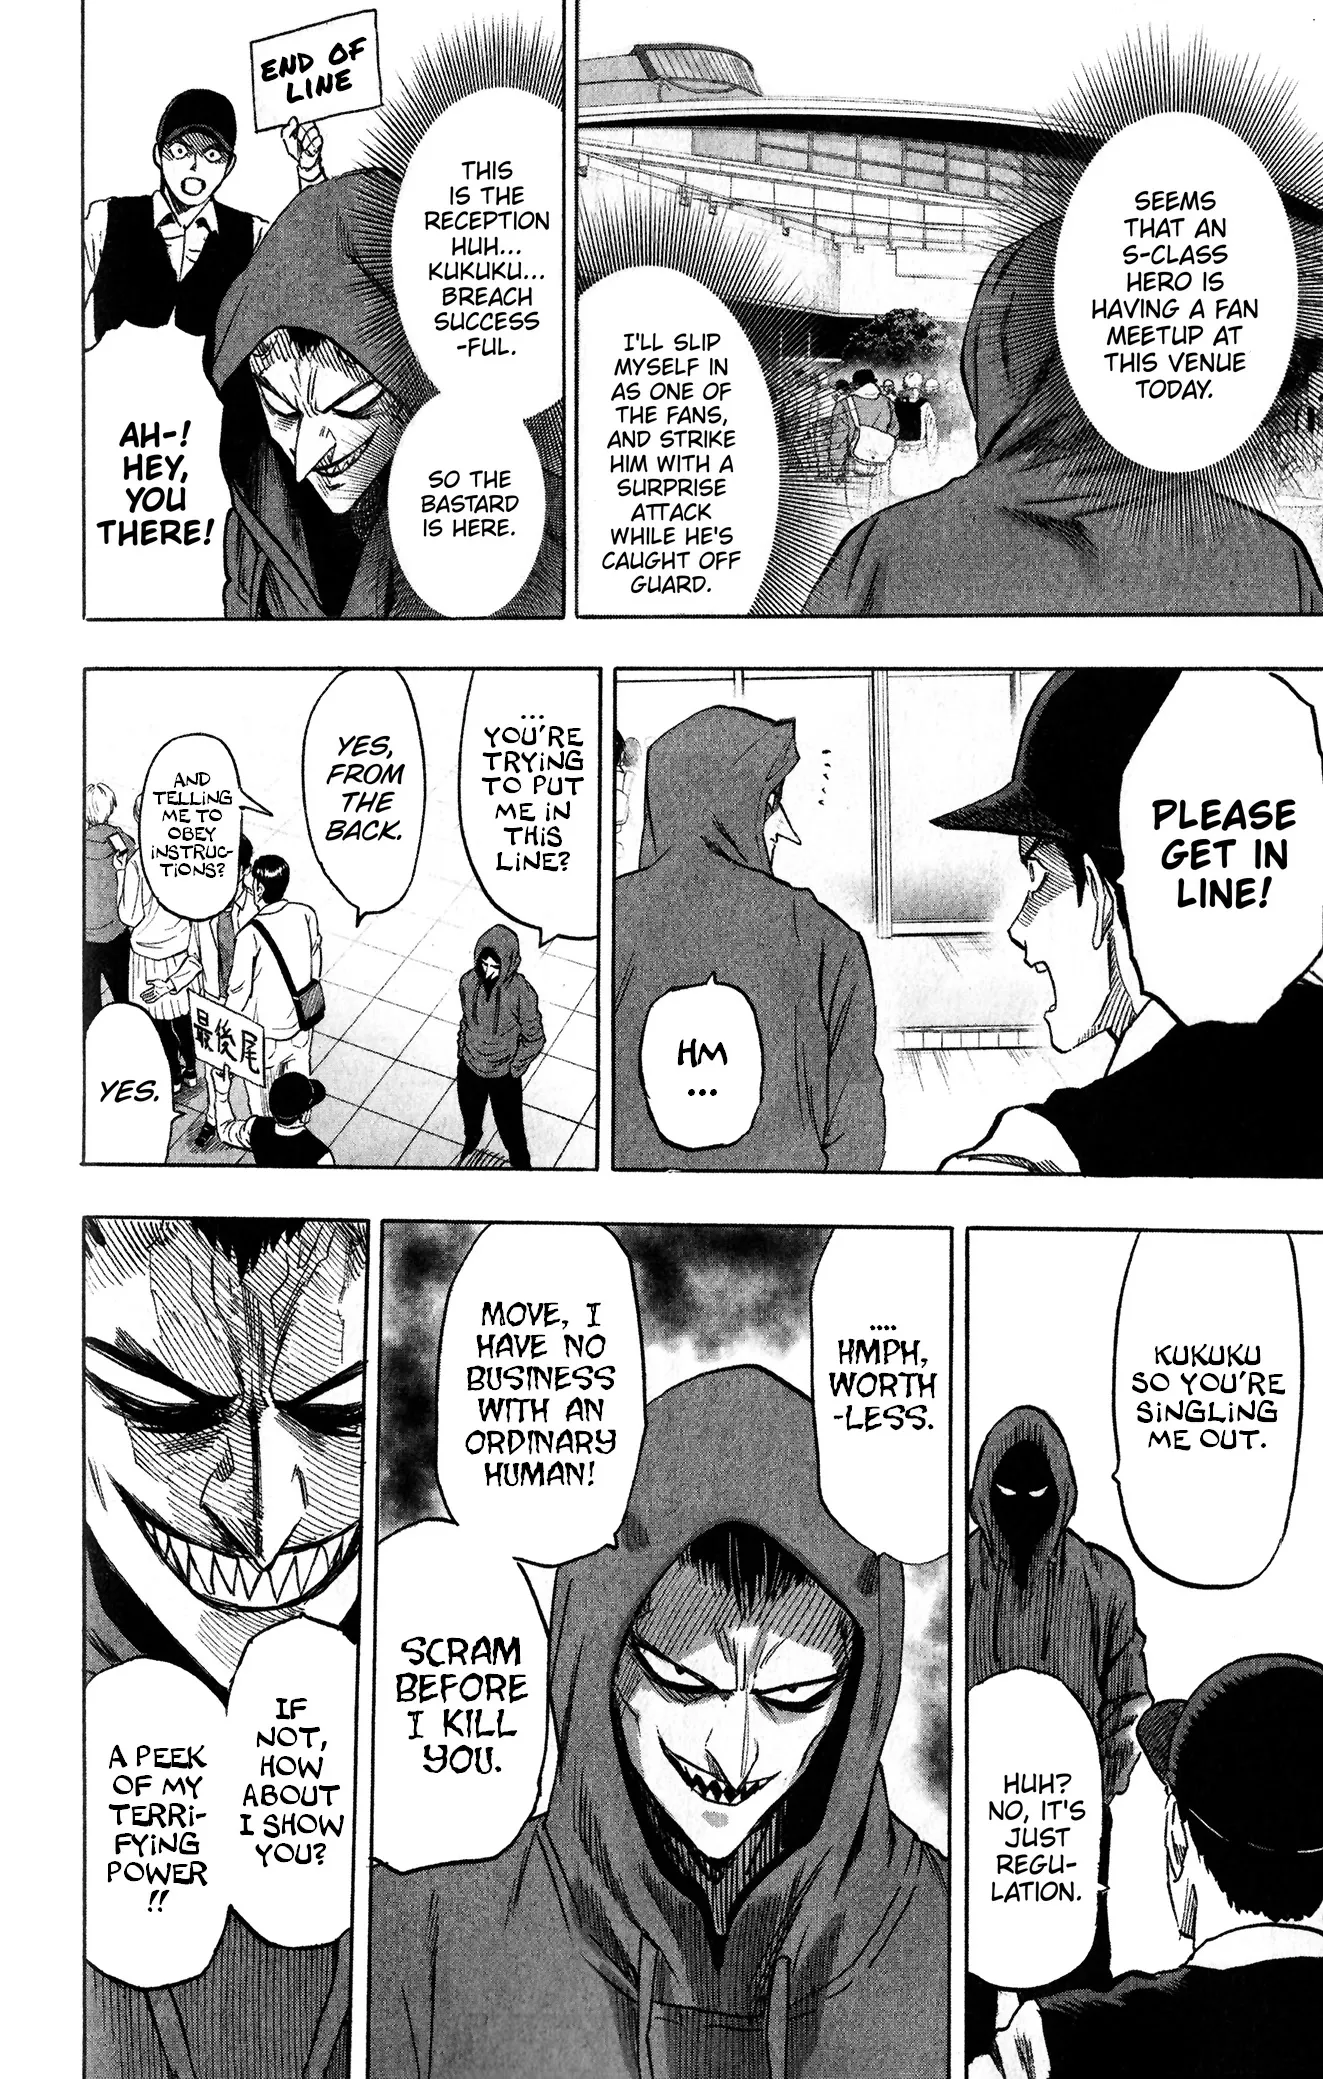 SEEMS
THAT AN
S-CLASS
HERO IS
HAVING A FAN
MEETUP AT
THIS VENUE
TODAY.
I'LL SLIP
MYSELF IN
AS ONE OF
THE FANS,
AND STRIKE
HIM WITH A
SURPRISE
ATTACK
WHILE HE'S
CAUGHT OFF
GUARD.
END OF
LINE
THIS
IS THE
RECEPTION
HUH...
KUKUKU...
BREACH
SUCCESS
-FUL.
SO THE
BASTARD
IS HERE.
AH-!
HEY,
YOU
THERE!
PLEASE
GET IN
LINE!
HM
...
...
YOU'RE
TRYING
TO PUT
ME IN
THIS
LINE?
YES,
FROM
THE
BACK.
AND
TELLING
ME TO
OBEY
INSTRUC-
TIONS?
最後尾
YES.
KUKUKU
SO YOU'RE
SINGLING
ME OUT.
HUH?
NO, IT'S
JUST
REGU-
LATION.
....
HMPH,
WORTH
-LESS.
MOVE, I
HAVE NO
BUSINESS
WITH AN
ORDINARY
HUMAN!
SCRAM
BEFORE
I KILL
YOU.
IF
NOT,
HOW
ABOUT
I SHOW
YOU?
A PEEK
OF MY
TERRI-
FYING
POWER
!!